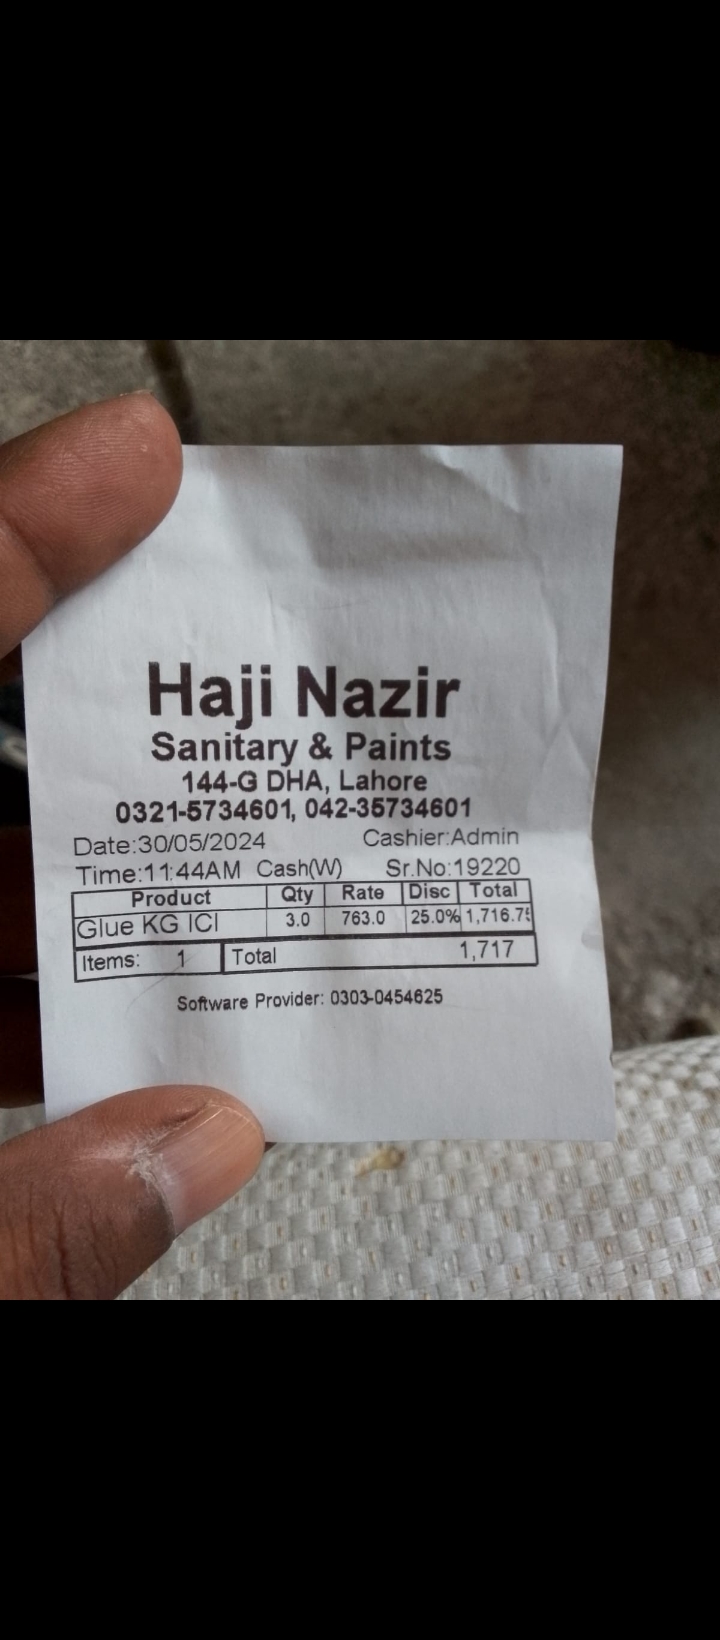 Haji Nazir
Sanitary & Paints
144-G DHA, Lahore
0321-5734601, 042-35734601
Date:30/05/2024 Cashier:Admin
Time:11:44AM Cash(W) Sr.No:19220
Product Qty Rate Disc Total
Glue KG ICI 3.0 763.0 25.0% 1,716.75
Items: 1 Total 1,717
Software Provider: 0303-0454625